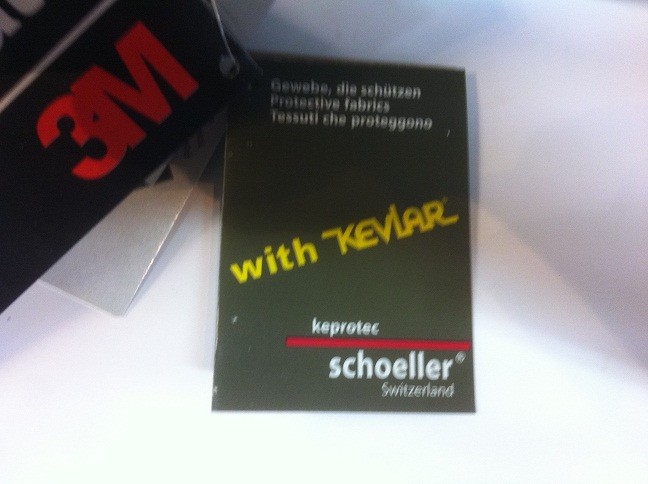 3M
Gewebe, die schützen
Protective fabrics
Tessuti che proteggono
with KEVLAR®
keprotec
schoeller®
Switzerland